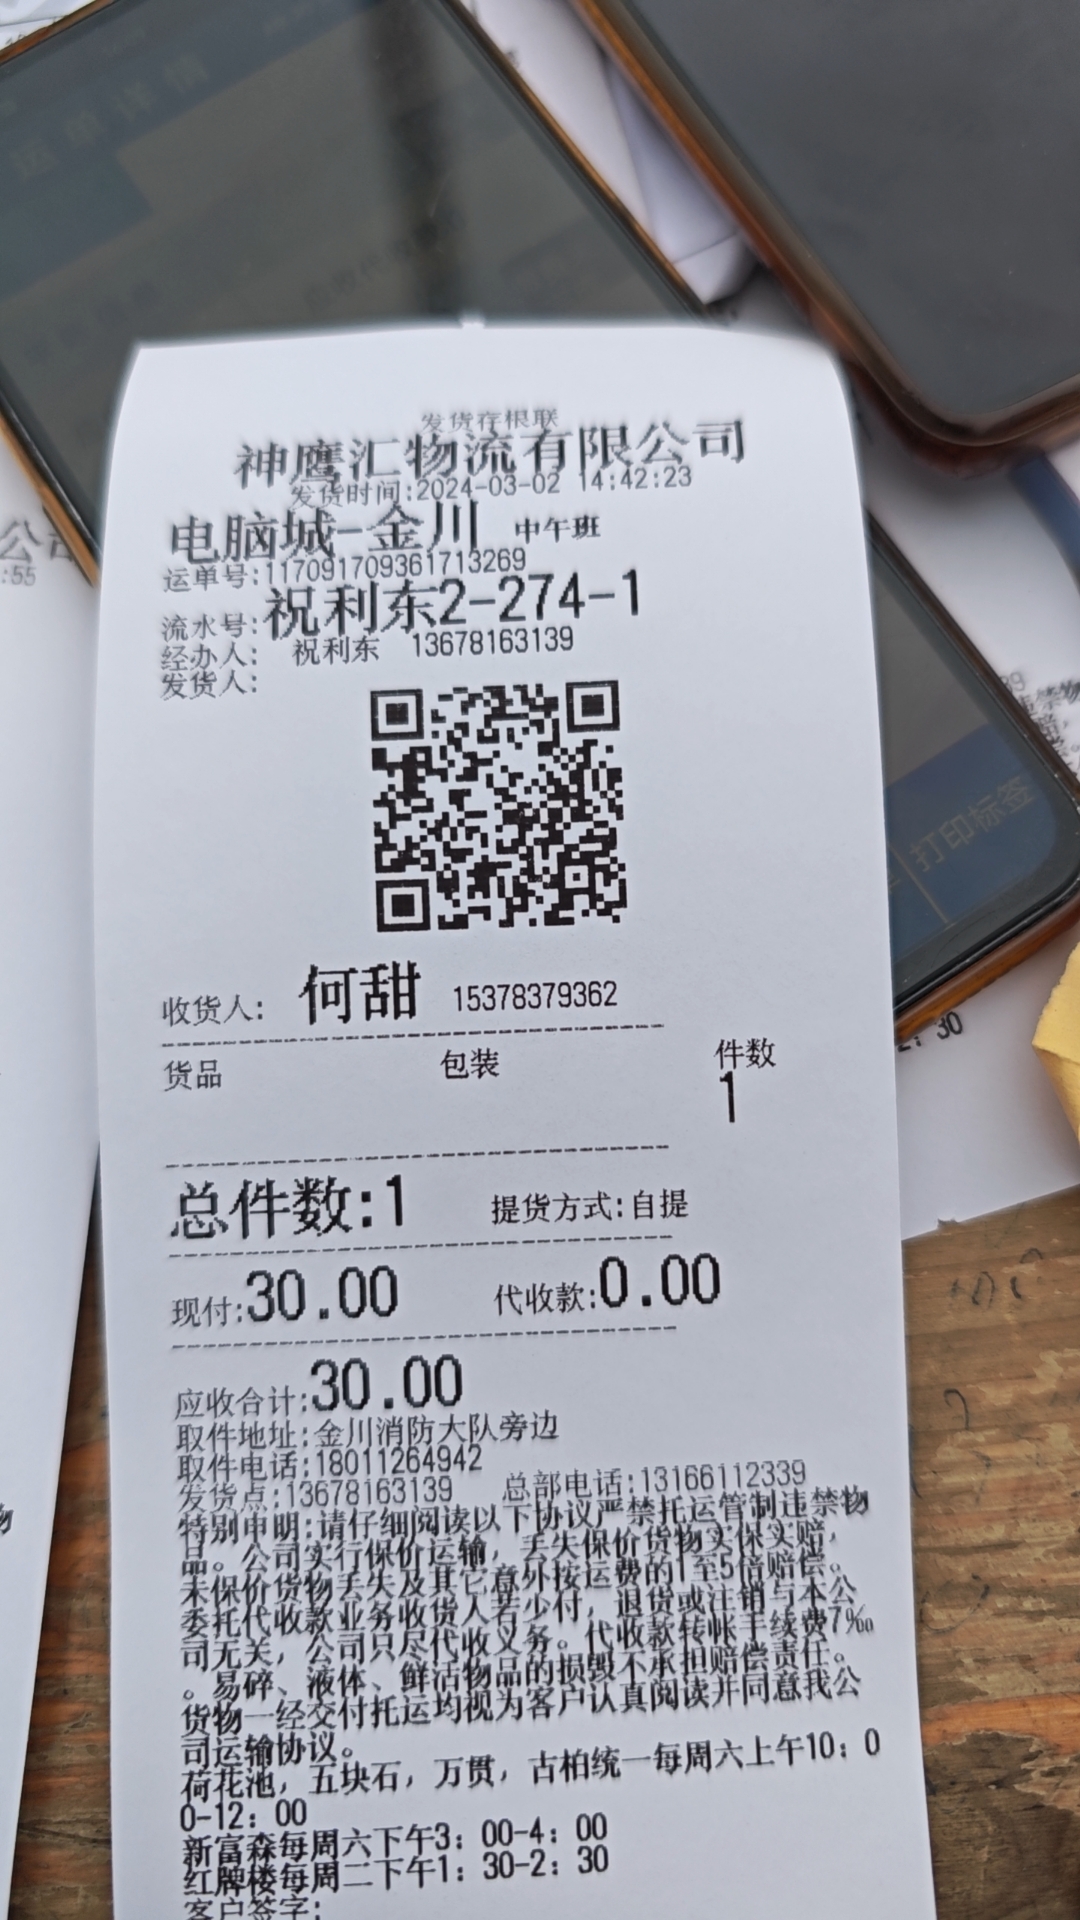 发货存根联
神鹰汇物流有限公司
发货时间:2024-03-02 14:42:23
电脑城-金川 中午班
运单号:1170917093617132​69
流水号:祝利东2-274-1
经办人: 祝利东 13678163139
发货人:
收货人: 何甜 15378379362
货品 包装 件数
1
总件数:1 提货方式:自提
现付:30.00 代收款:0.00
应收合计:30.00
取件地址:金川消防大队旁边
取件电话:18011264942
发货点:13678163139 总部电话:13166112339
特别申明:请仔细阅读以下协议严禁托运管制违禁物
品。公司实行保价运输，丢失保价货物实保实赔，
未保价货物丢失及其它意外按运费的1至5倍赔偿。
委托代收款业务收货人若少付，退货或注销与本公
司无关，公司只尽代收义务。代收款转帐手续费7‰
。易碎、液体、鲜活物品的损毁不承担赔偿责任。
货物一经交付托运均视为客户认真阅读并同意我公
司运输协议。
荷花池，五块石，万贯，古柏统一每周六上午10：0
0-12：00
新富森每周六下午3：00-4：00
红牌楼每周二下午1：30-2：30
客户签字:
打印标签
公司
:55
2：30